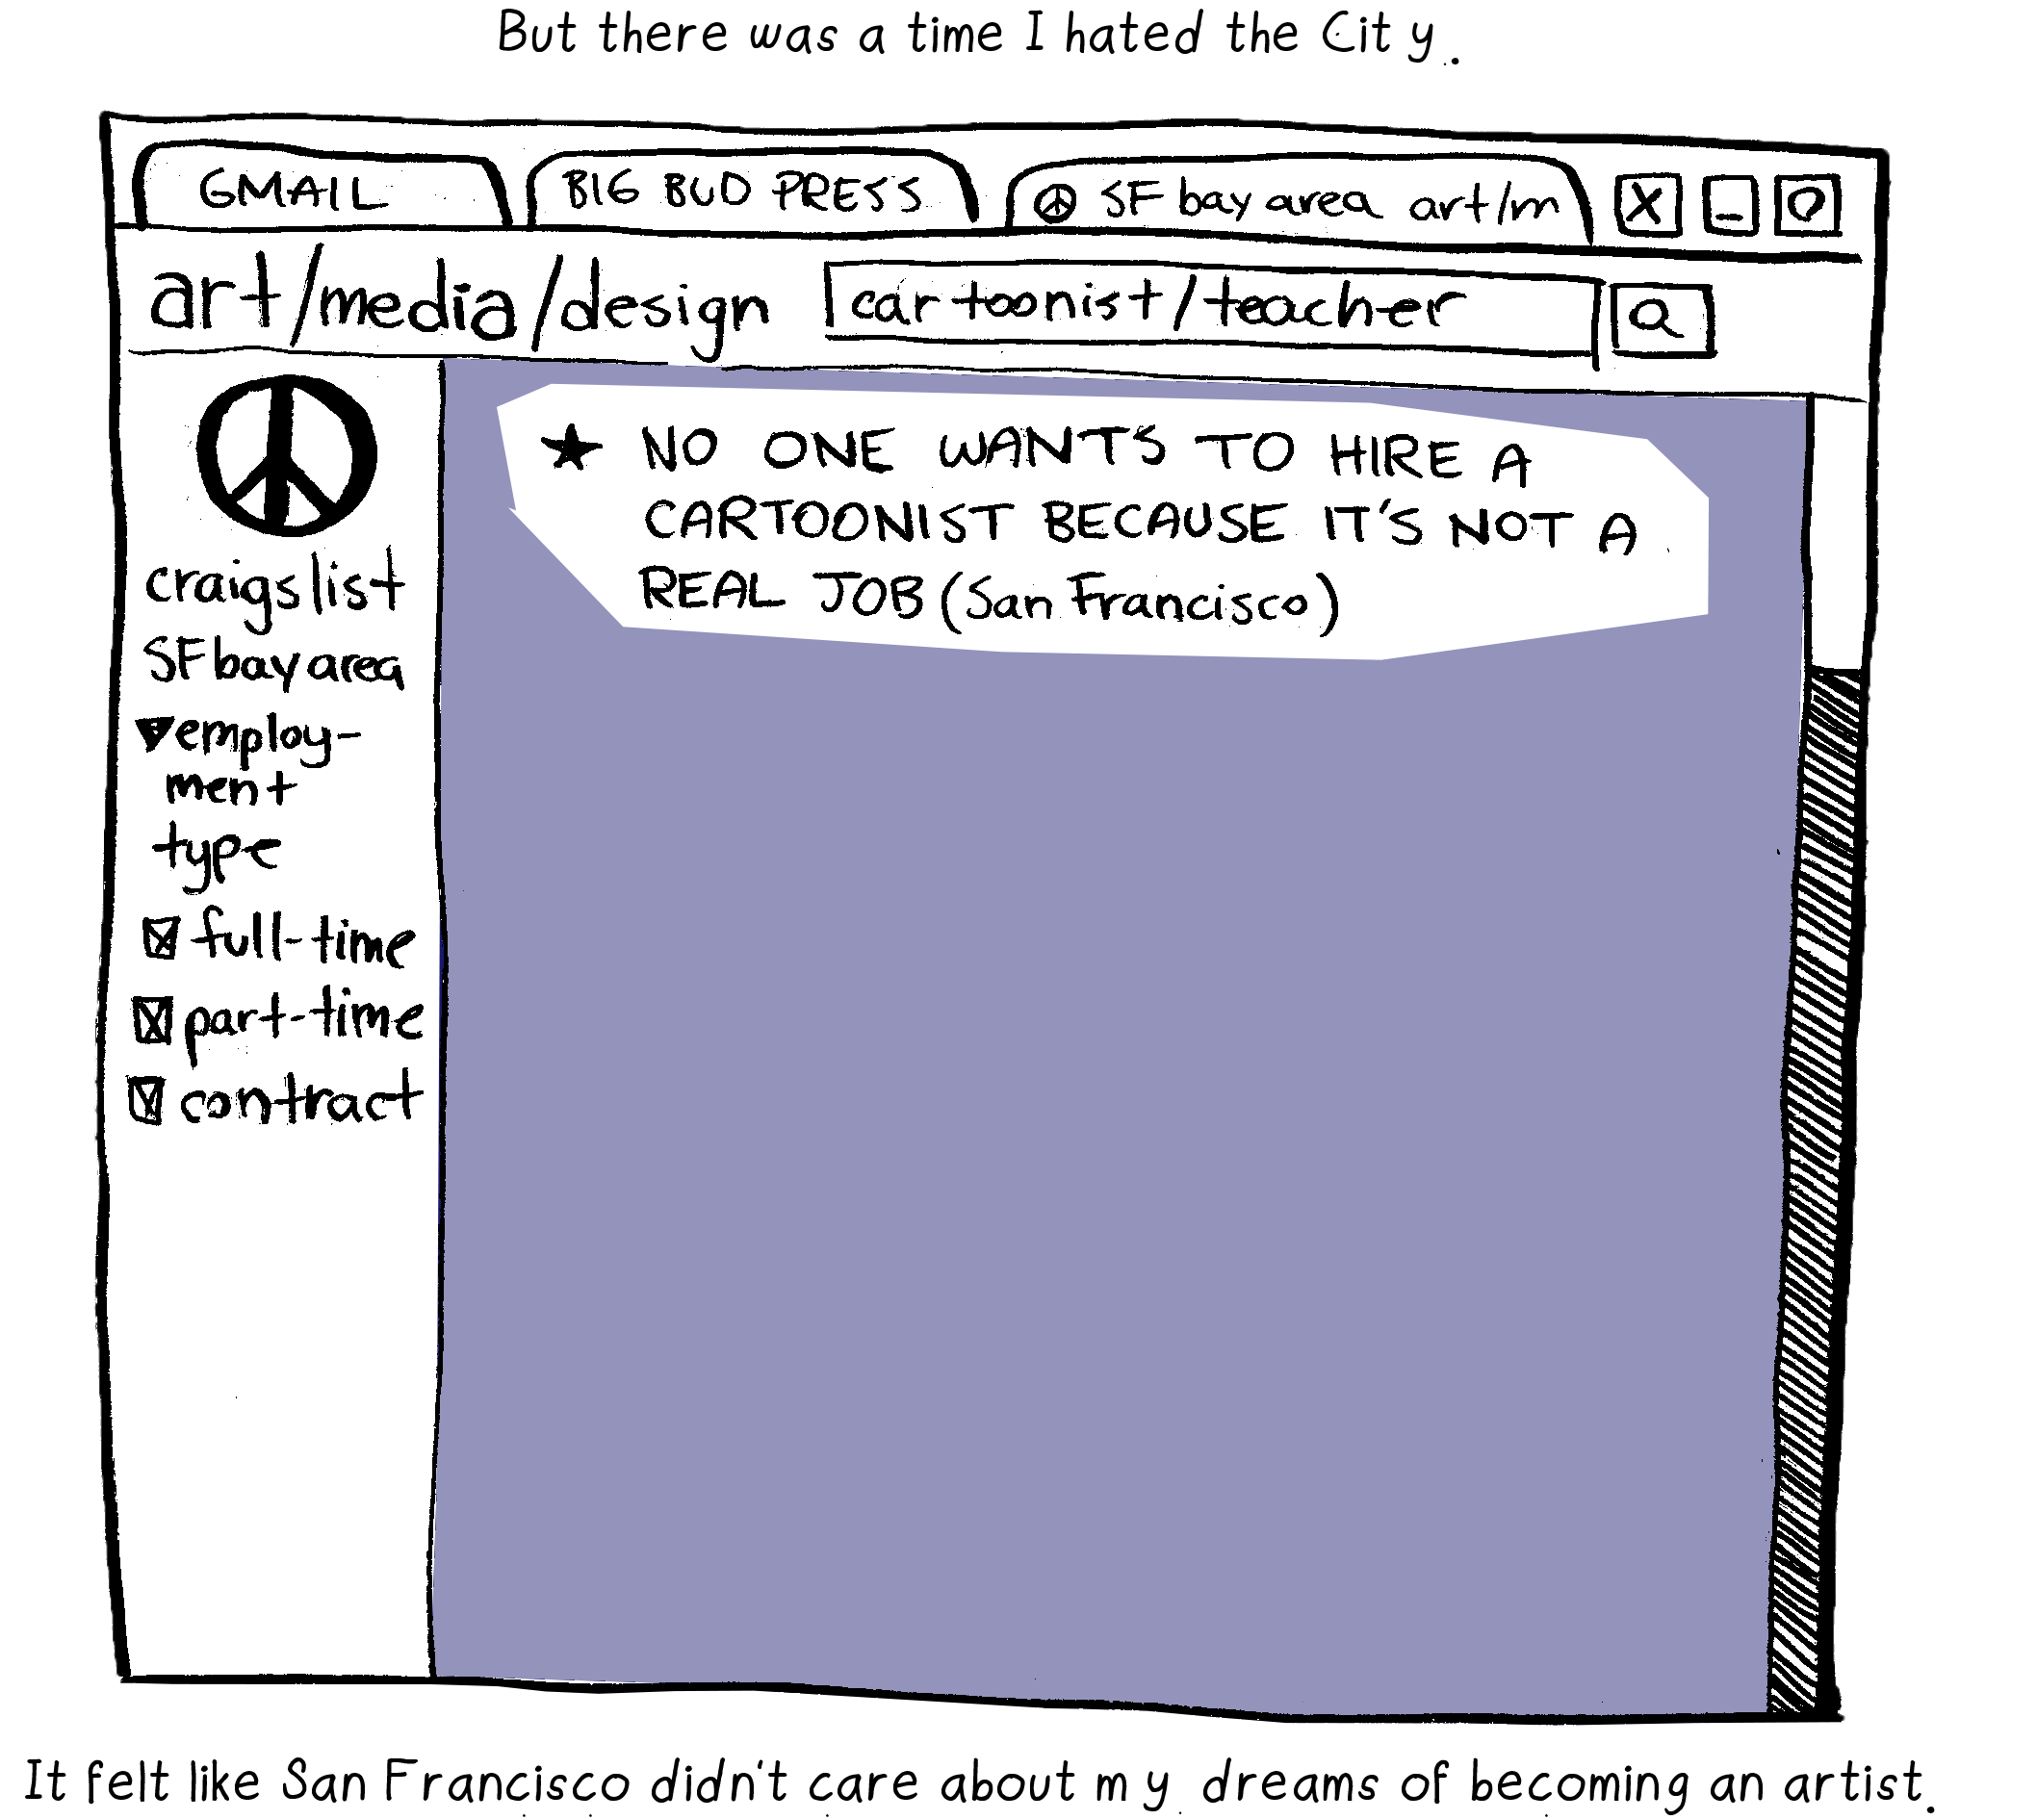 But there was a time I hated the City.
GMAIL
BIG BUD PRESS
SF bay area art/m
art/media/design
cartoonist/teacher
★ NO ONE WANTS TO HIRE A
CARTOONIST BECAUSE IT'S NOT A
REAL JOB (San Francisco)
craigslist
SF bay area
employ-
ment
type
full-time
part-time
contract
It felt like San Francisco didn't care about my dreams of becoming an artist.